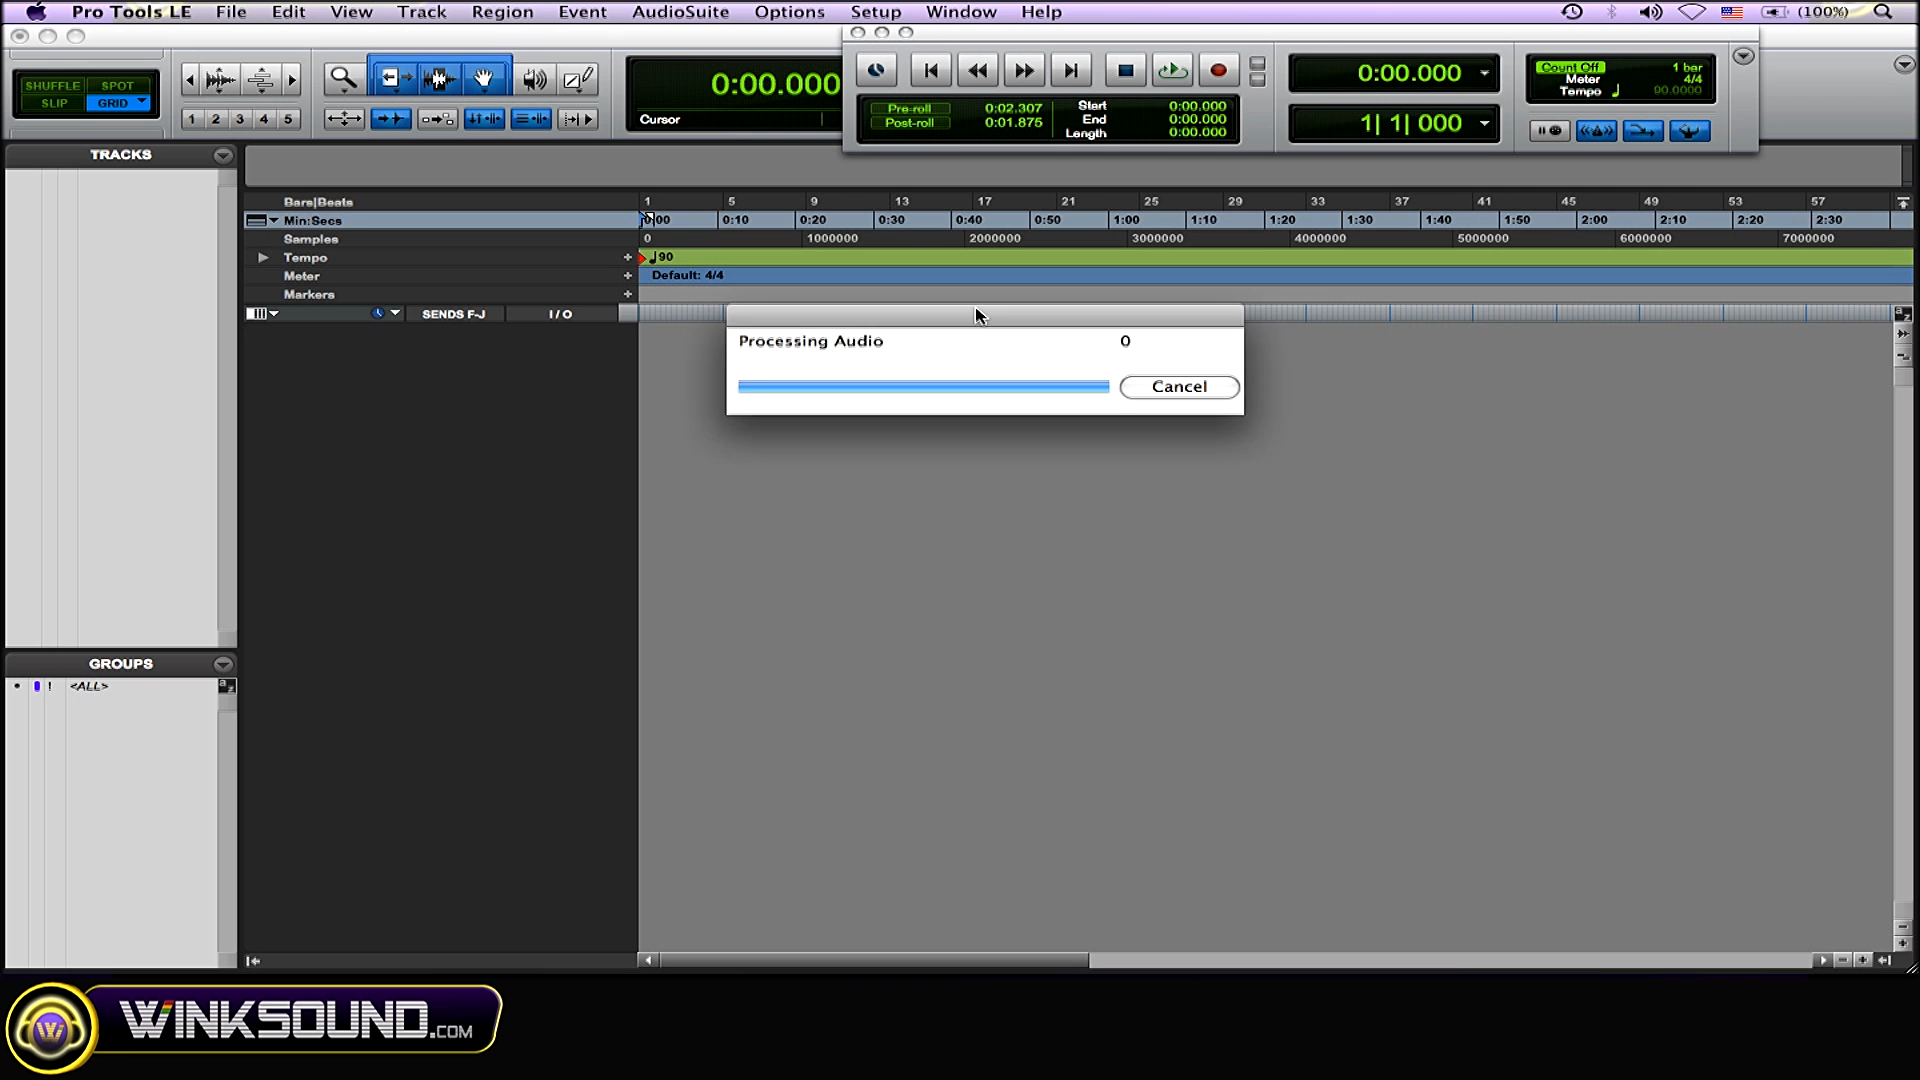 Pro Tools LE File Edit View Track Region Event AudioSuite Options Setup Window Help (100%)
SHUFFLE SPOT
SLIP GRID
1 2 3 4 5
0:00.000
Cursor
Pre-roll 0:02.307
Post-roll 0:01.875
Start 0:00.000
End 0:00.000
Length 0:00.000
0:00.000
1| 1| 000
Count Off 1 bar
Meter 4/4
Tempo 90.0000
TRACKS
Bars|Beats 1 5 9 13 17 21 25 29 33 37 41 45 49 53 57
Min:Secs 0:00 0:10 0:20 0:30 0:40 0:50 1:00 1:10 1:20 1:30 1:40 1:50 2:00 2:10 2:20 2:30
Samples 0 1000000 2000000 3000000 4000000 5000000 6000000 7000000
Tempo + 90
Meter + Default: 4/4
Markers +
SENDS F-J I / O
a z
Processing Audio 0
Cancel
GROUPS
! <ALL> a z
WINKSOUND.COM